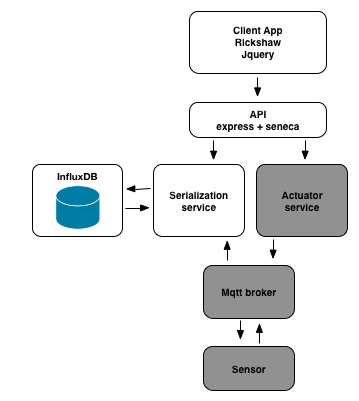 Client App
Rickshaw
Jquery
API
express + seneca
InfluxDB
Serialization
service
Actuator
service
Mqtt broker
Sensor